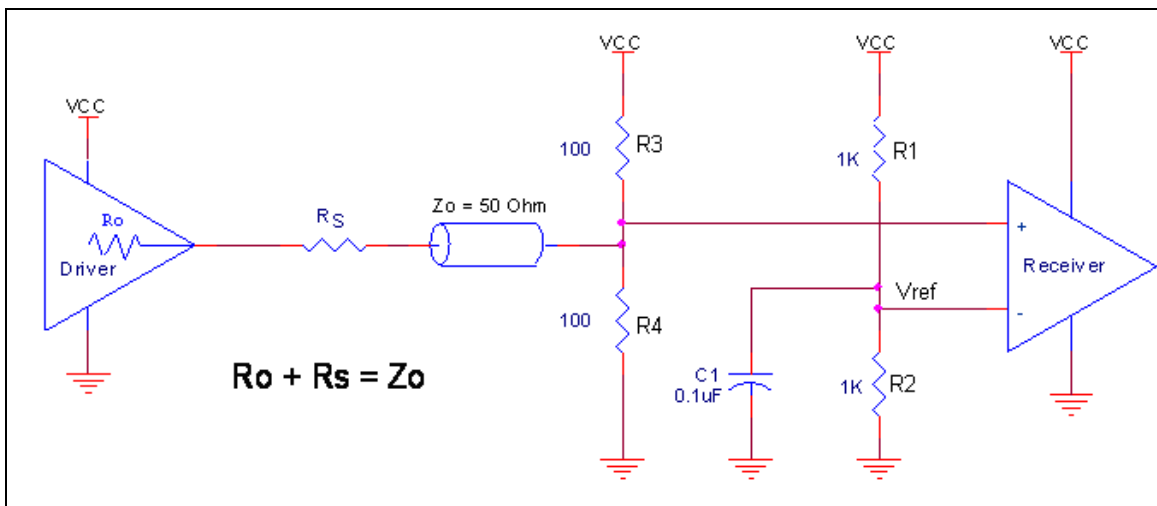 VCC
VCC
VCC
VCC
100
R3
1K
R1
Ro
Rs
Zo = 50 Ohm
+
Driver
Receiver
Vref
-
100
R4
C1
0.1uF
1K
R2
Ro + Rs = Zo